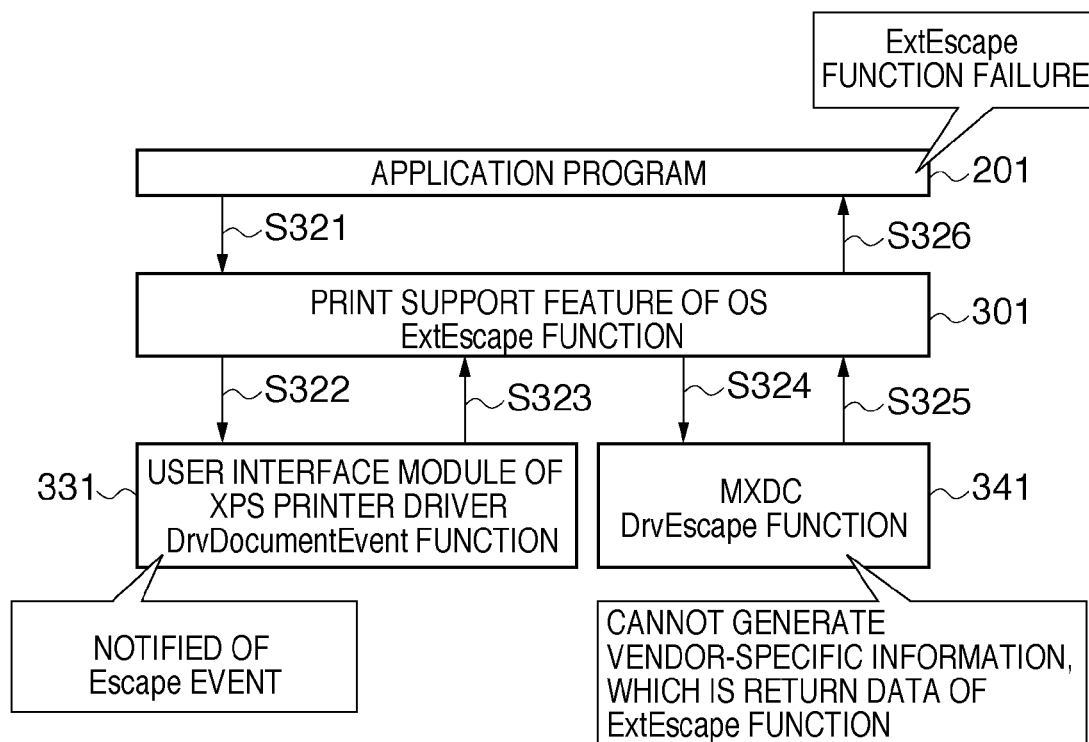 ExtEscape
FUNCTION FAILURE
APPLICATION PROGRAM
201
S321
S326
PRINT SUPPORT FEATURE OF OS
ExtEscape FUNCTION
301
S322
S323
S324
S325
331
USER INTERFACE MODULE OF
XPS PRINTER DRIVER
DrvDocumentEvent FUNCTION
MXDC
DrvEscape FUNCTION
341
NOTIFIED OF
Escape EVENT
CANNOT GENERATE
VENDOR-SPECIFIC INFORMATION,
WHICH IS RETURN DATA OF
ExtEscape FUNCTION